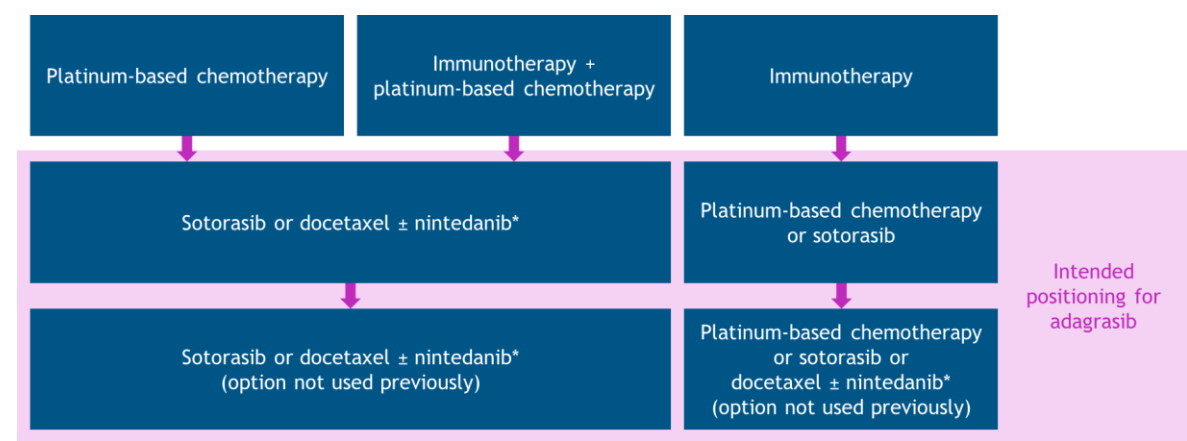 Platinum-based chemotherapy
Immunotherapy +
platinum-based chemotherapy
Immunotherapy
Sotorasib or docetaxel ± nintedanib*
Platinum-based chemotherapy
or sotorasib
Sotorasib or docetaxel ± nintedanib*
(option not used previously)
Platinum-based chemotherapy
or sotorasib or
docetaxel ± nintedanib*
(option not used previously)
Intended
positioning for
adagrasib